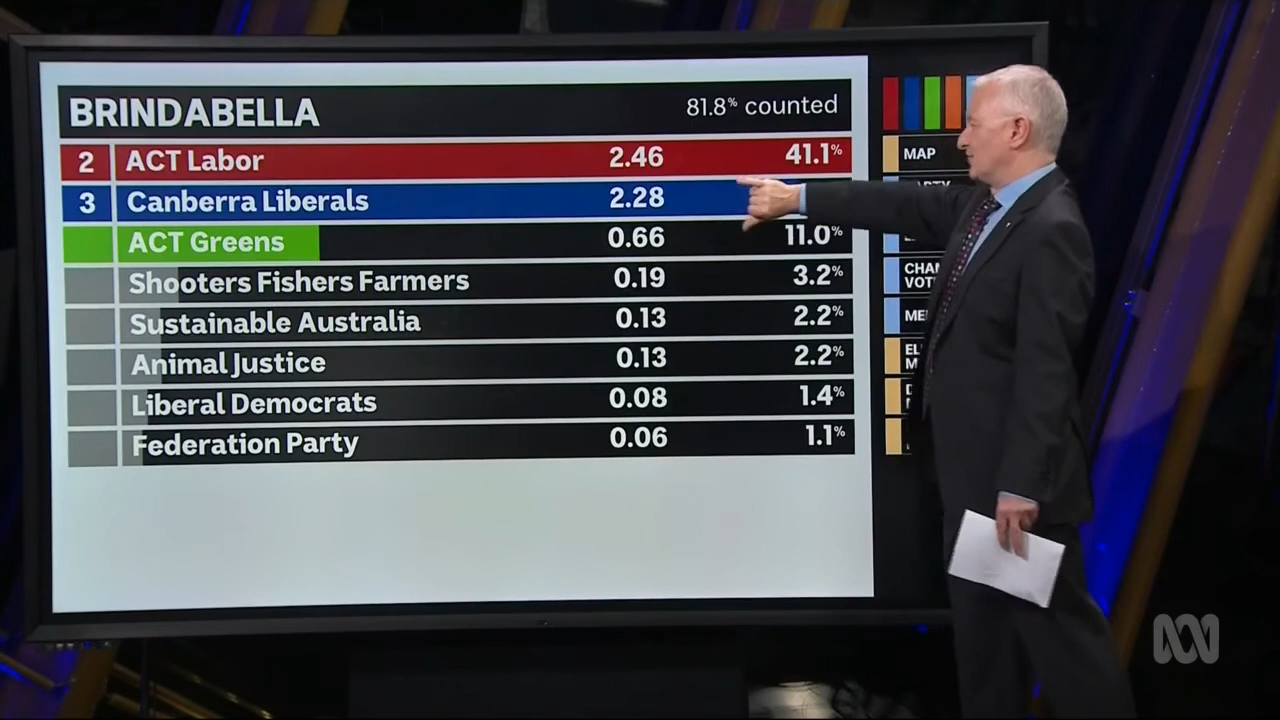 BRINDABELLA 81.8% counted
2 ACT Labor 2.46 41.1%
3 Canberra Liberals 2.28
ACT Greens 0.66 11.0%
Shooters Fishers Farmers 0.19 3.2%
Sustainable Australia 0.13 2.2%
Animal Justice 0.13 2.2%
Liberal Democrats 0.08 1.4%
Federation Party 0.06 1.1%
MAP